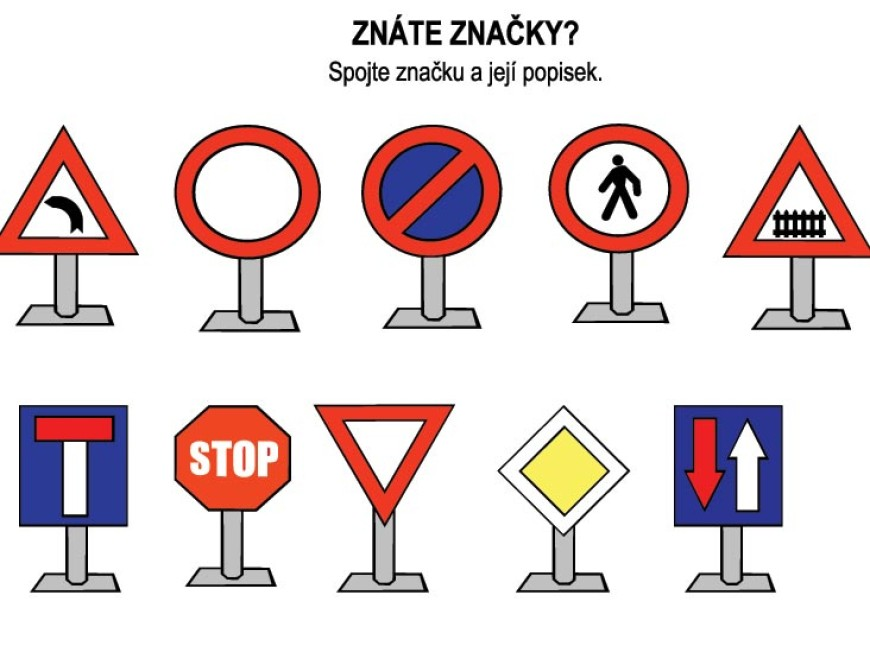 ZNÁTE ZNAČKY?
Spojte značku a její popisek.
STOP